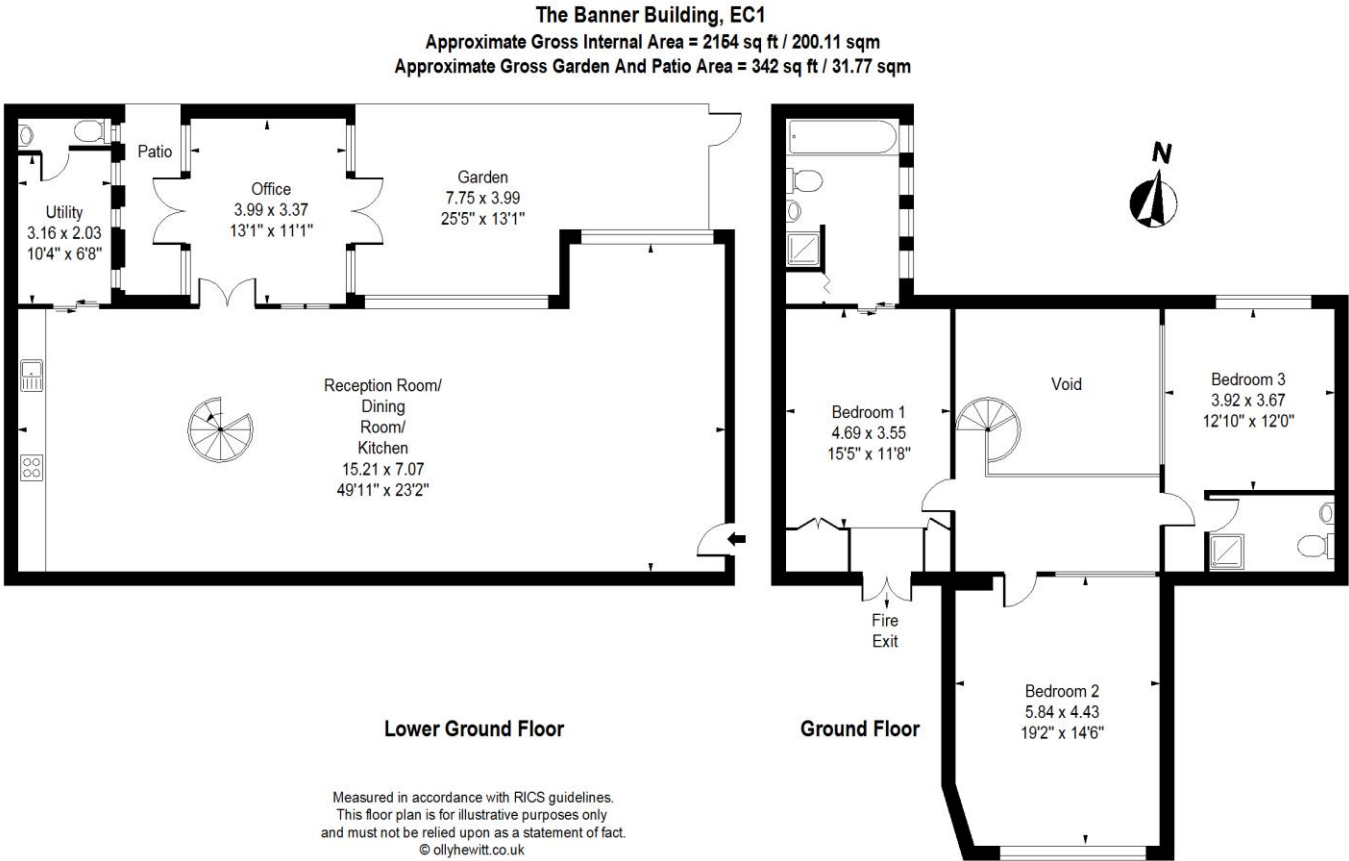 The Banner Building, EC1
Approximate Gross Internal Area = 2154 sq ft / 200.11 sqm
Approximate Gross Garden And Patio Area = 342 sq ft / 31.77 sqm
Patio
Office
3.99 x 3.37
13'1" x 11'1"
Garden
7.75 x 3.99
25'5" x 13'1"
Utility
3.16 x 2.03
10'4" x 6'8"
Reception Room/
Dining
Room/
Kitchen
15.21 x 7.07
49'11" x 23'2"
Lower Ground Floor
N
Bedroom 1
4.69 x 3.55
15'5" x 11'8"
Void
Bedroom 3
3.92 x 3.67
12'10" x 12'0"
Fire
Exit
Bedroom 2
5.84 x 4.43
19'2" x 14'6"
Ground Floor
Measured in accordance with RICS guidelines.
This floor plan is for illustrative purposes only
and must not be relied upon as a statement of fact.
© ollyhewitt.co.uk